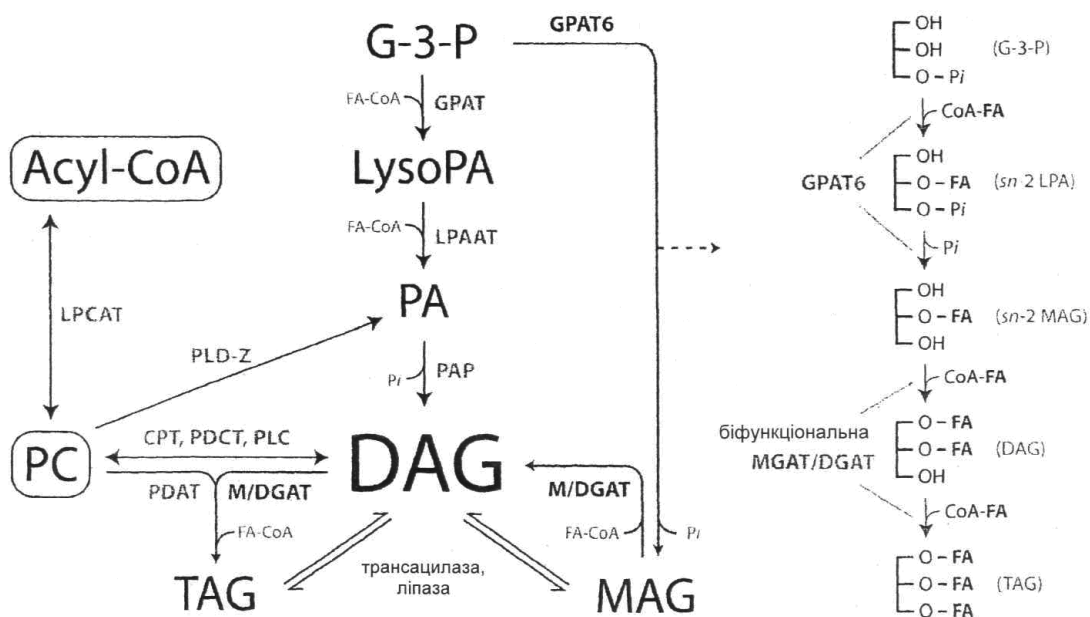 G-3-P
GPAT6
FA-CoA
GPAT
Acyl-CoA
LysoPA
FA-CoA
LPAAT
LPCAT
PA
PLD-Z
Pi
PAP
PC
CPT, PDCT, PLC
DAG
PDAT
M/DGAT
M/DGAT
FA-CoA
FA-CoA
Pi
TAG
трансацилаза,
ліпаза
MAG
OH
OH
(G-3-P)
O – Pi
CoA-FA
GPAT6
OH
O – FA
(sn-2 LPA)
O – Pi
Pi
OH
O – FA
(sn-2 MAG)
OH
CoA-FA
біфункціональна
MGAT/DGAT
O – FA
O – FA
(DAG)
OH
CoA-FA
O – FA
O – FA
(TAG)
O – FA